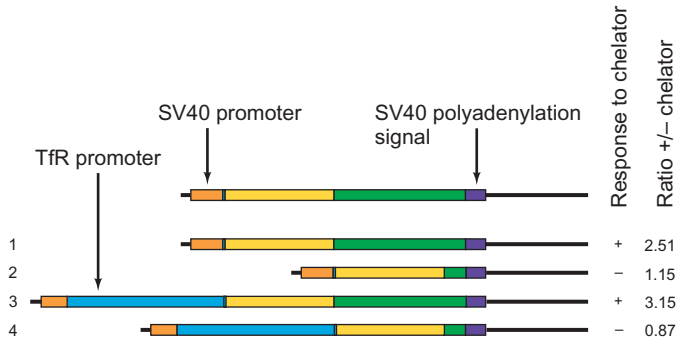 SV40 promoter
SV40 polyadenylation
signal
TfR promoter
Response to chelator
Ratio +/– chelator
1 + 2.51
2 – 1.15
3 + 3.15
4 – 0.87